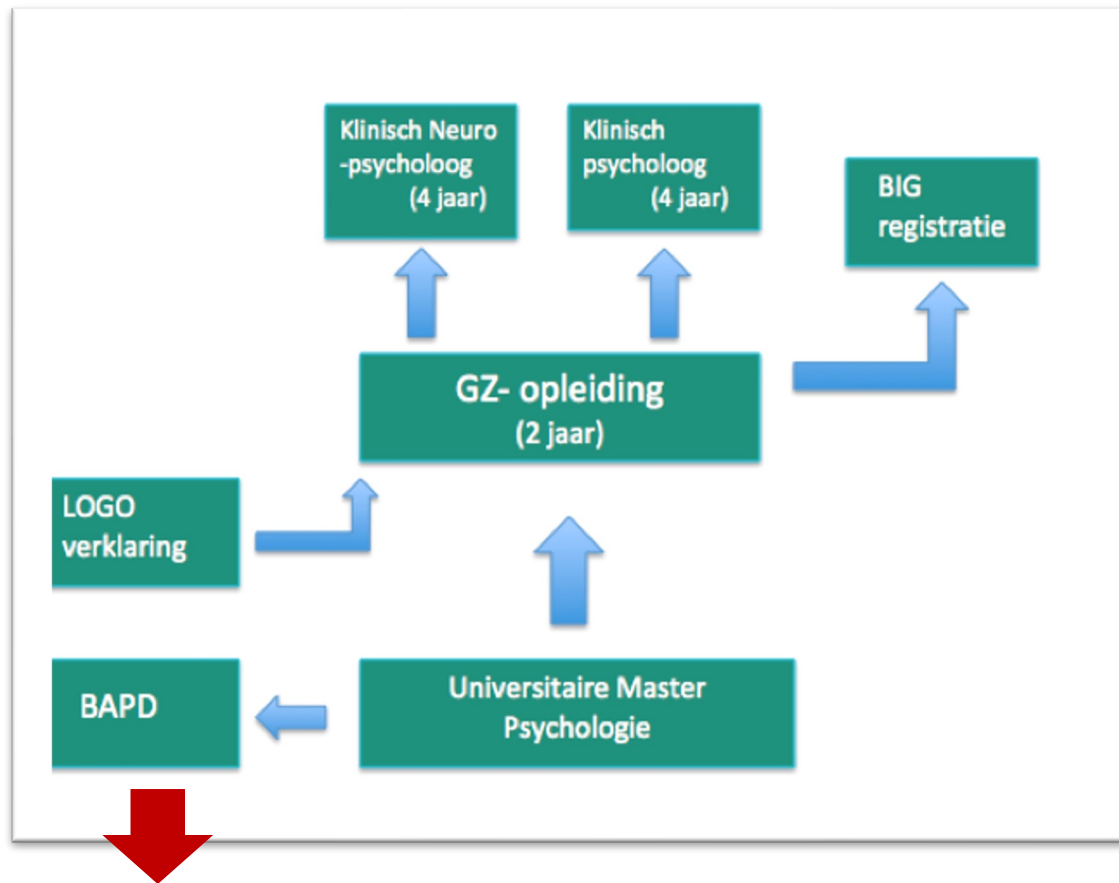 Klinisch Neuro
-psycholoog
(4 jaar)
Klinisch
psycholoog
(4 jaar)
BIG
registratie
GZ- opleiding
(2 jaar)
LOGO
verklaring
BAPD
Universitaire Master
Psychologie